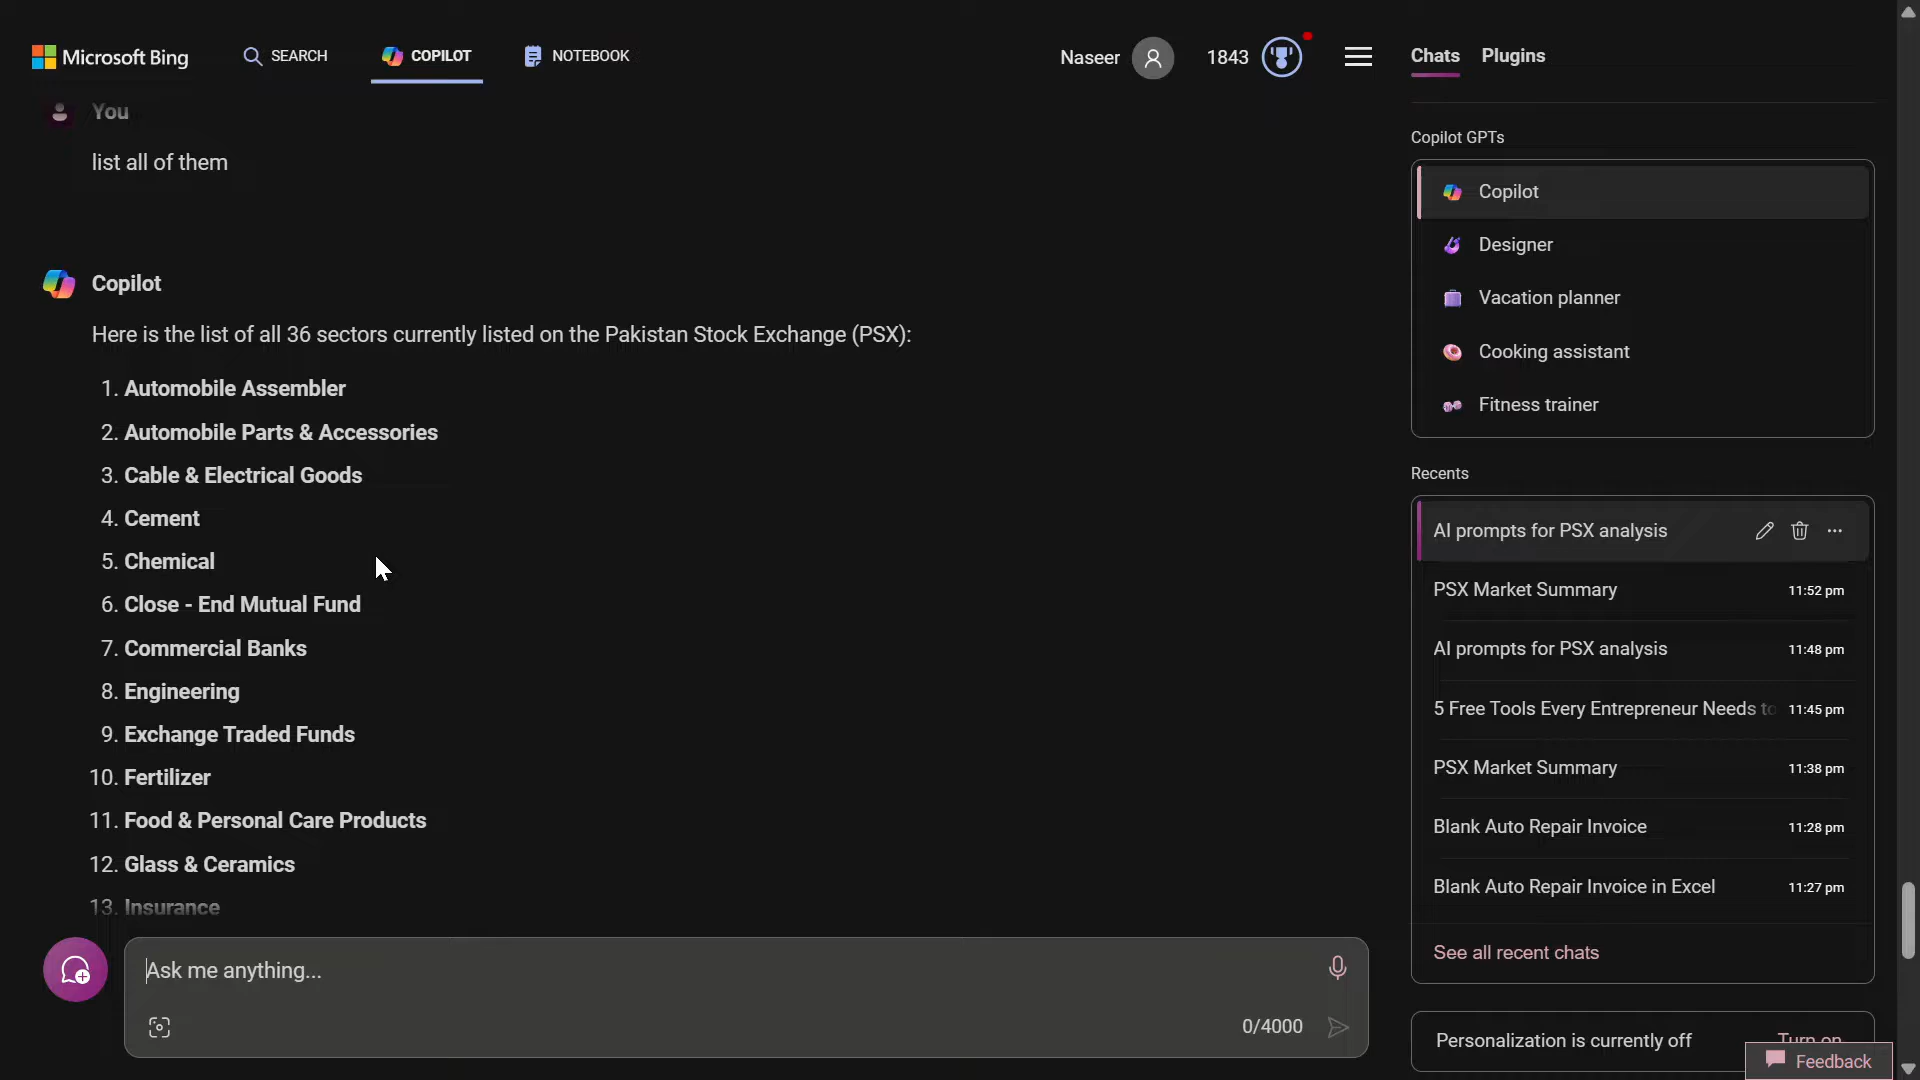 Microsoft Bing
SEARCH
COPILOT
NOTEBOOK
Naseer
1843
Chats
Plugins
You
list all of them
Copilot
Here is the list of all 36 sectors currently listed on the Pakistan Stock Exchange (PSX):
1. Automobile Assembler
2. Automobile Parts & Accessories
3. Cable & Electrical Goods
4. Cement
5. Chemical
6. Close - End Mutual Fund
7. Commercial Banks
8. Engineering
9. Exchange Traded Funds
10. Fertilizer
11. Food & Personal Care Products
12. Glass & Ceramics
13. Insurance
Ask me anything...
0/4000
Copilot GPTs
Copilot
Designer
Vacation planner
Cooking assistant
Fitness trainer
Recents
AI prompts for PSX analysis
PSX Market Summary 11:52 pm
AI prompts for PSX analysis 11:48 pm
5 Free Tools Every Entrepreneur Needs to 11:45 pm
PSX Market Summary 11:38 pm
Blank Auto Repair Invoice 11:28 pm
Blank Auto Repair Invoice in Excel 11:27 pm
See all recent chats
Personalization is currently off Turn on
Feedback